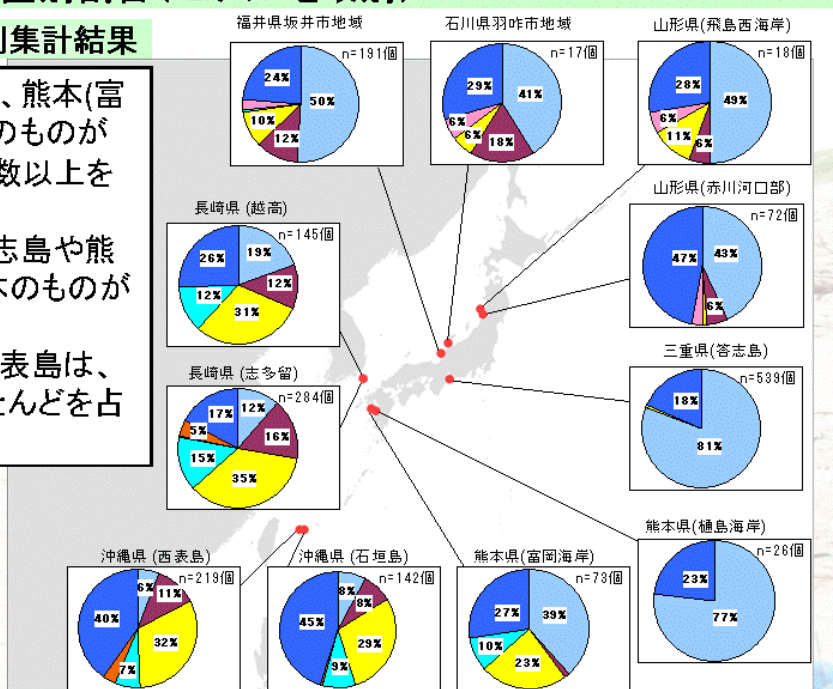 引集計結果
、熊本(富
のものが
数以上を
志島や熊
本のものが
表島は、
とんどを占
福井県坂井市地域
n=191個
24%
50%
10%
12%
石川県羽咋市地域
n=17個
29%
41%
6%
6%
18%
山形県(飛島西海岸)
n=18個
28%
49%
6%
11%
6%
長崎県 (越高)
n=145個
26%
19%
12%
12%
31%
山形県(赤川河口部)
n=72個
47%
43%
6%
長崎県 (志多留)
n=284個
17%
12%
5%
16%
15%
35%
三重県(答志島)
n=539個
18%
81%
熊本県(樋島海岸)
n=26個
23%
77%
沖縄県 (西表島)
n=219個
6%
11%
40%
32%
7%
沖縄県 (石垣島)
n=142個
8%
8%
45%
29%
9%
熊本県(富岡海岸)
n=73個
27%
39%
10%
23%